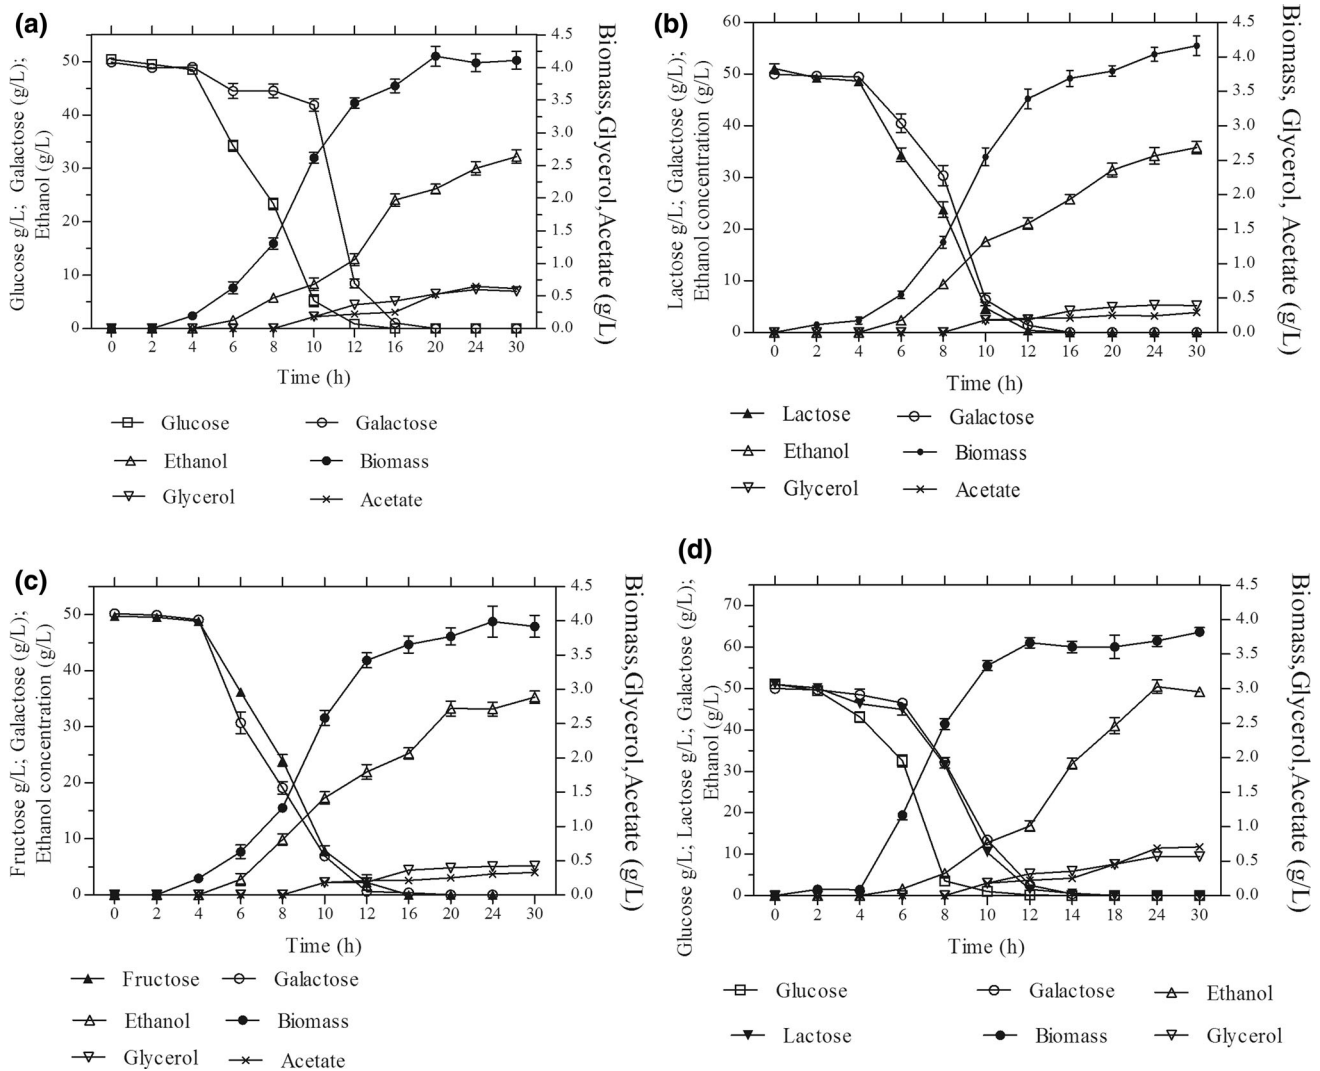 (a)
Glucose g/L; Galactose (g/L);
Ethanol (g/L)
50
40
30
20
10
0
4.5
4.0
3.5
3.0
2.5
2.0
1.5
1.0
0.5
0.0
Biomass,Glycerol,Acetate (g/L)
0 2 4 6 8 10 12 16 20 24 30
Time (h)
Glucose Galactose
Ethanol Biomass
Glycerol Acetate
(b)
Lactose g/L; Galactose (g/L);
Ethanol concentration (g/L)
60
50
40
30
20
10
0
4.5
4.0
3.5
3.0
2.5
2.0
1.5
1.0
0.5
0.0
Biomass, Glycerol, Acetate (g/L)
0 2 4 6 8 10 12 16 20 24 30
Time (h)
Lactose Galactose
Ethanol Biomass
Glycerol Acetate
(c)
Fructose g/L; Galactose (g/L);
Ethanol concentration (g/L)
50
40
30
20
10
0
4.5
4.0
3.5
3.0
2.5
2.0
1.5
1.0
0.5
0.0
Biomass,Glycerol,Acetate (g/L)
0 2 4 6 8 10 12 16 20 24 30
Time (h)
Fructose Galactose
Ethanol Biomass
Glycerol Acetate
(d)
Glucose g/L; Lactose g/L; Galactose (g/L);
Ethanol (g/L)
70
60
50
40
30
20
10
0
4.5
4.0
3.5
3.0
2.5
2.0
1.5
1.0
0.5
0.0
Biomass,Glycerol,Acetate (g/L)
0 2 4 6 8 10 12 14 18 24 30
Time (h)
Glucose Galactose Ethanol
Lactose Biomass Glycerol